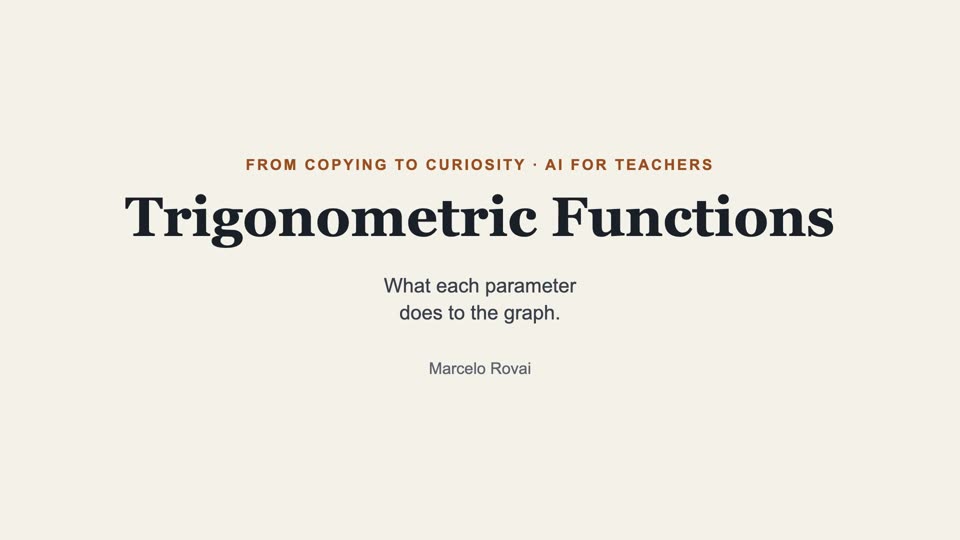 FROM COPYING TO CURIOSITY · AI FOR TEACHERS
Trigonometric Functions
What each parameter
does to the graph.
Marcelo Rovai